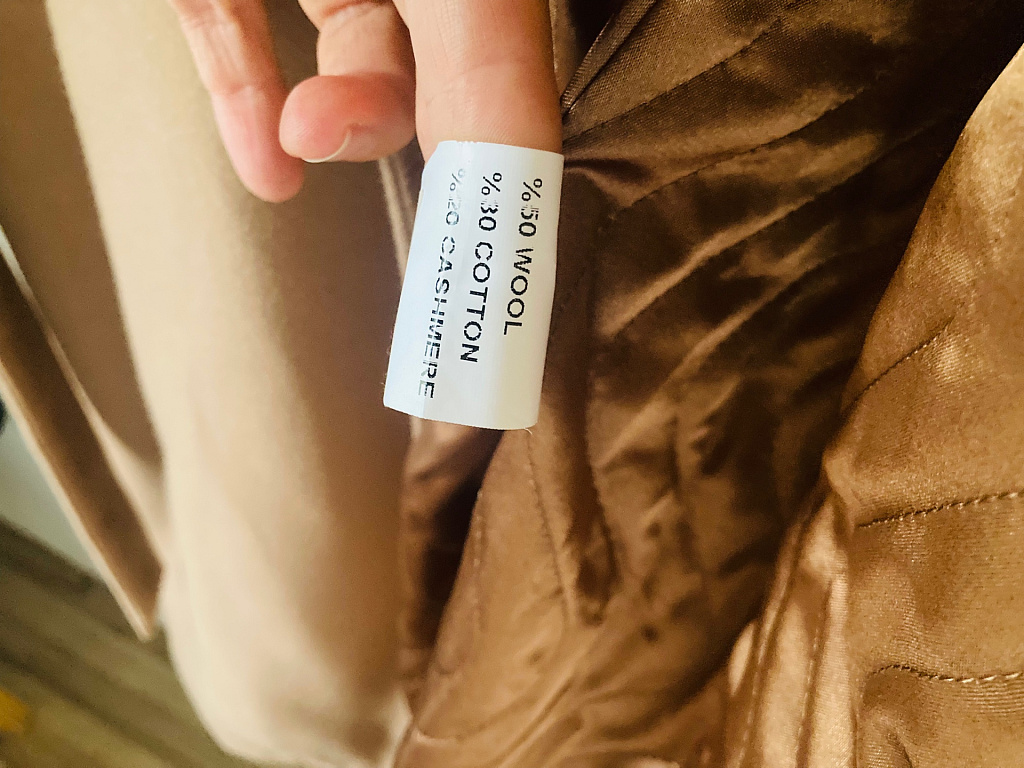 %50 WOOL
%30 COTTON
%20 CASHMERE